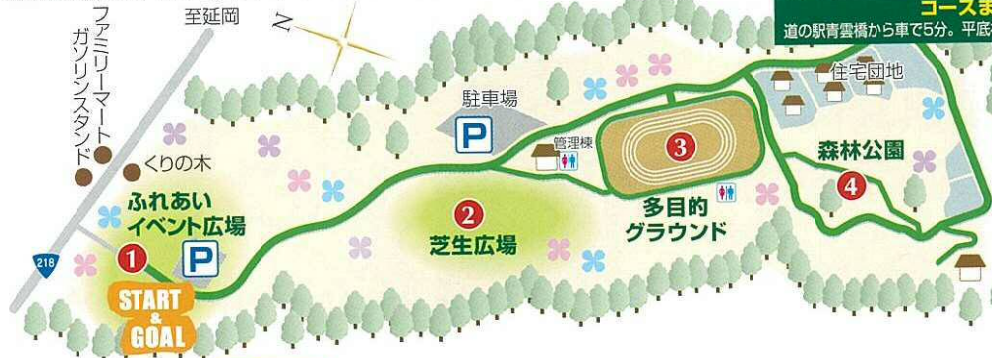 コースま
道の駅青雲橋から車で5分。平底
至延岡
N
ファミリーマート
ガソリンスタンド
くりの木
駐車場
P
管理棟
住宅団地
ふれあい
イベント広場
P
1
2
芝生広場
3
多目的
グラウンド
森林公園
4
218
START
&
GOAL